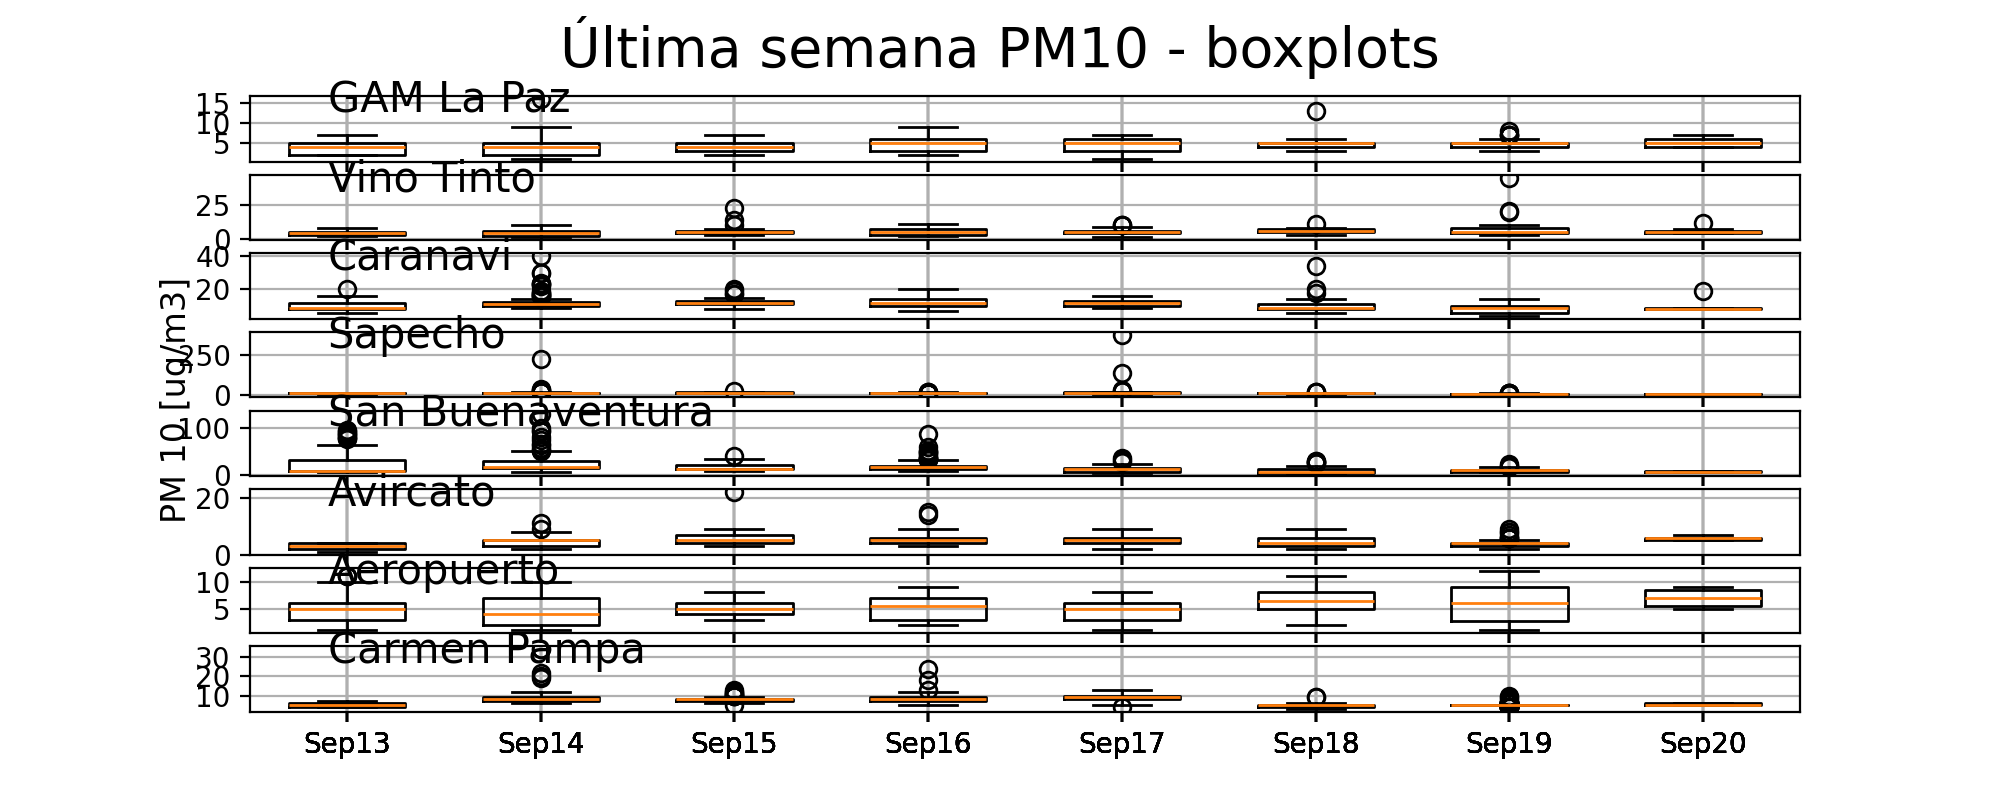 Última semana PM10 - boxplots
GAM La Paz
15
10
5
Vino Tinto
25
0
Caranavi
40
20
Sapecho
250
0
San Buenaventura
100
0
Avircato
20
0
Aeropuerto
10
5
Carmen Pampa
30
20
10
PM 10 [ug/m3]
Sep13 Sep14 Sep15 Sep16 Sep17 Sep18 Sep19 Sep20